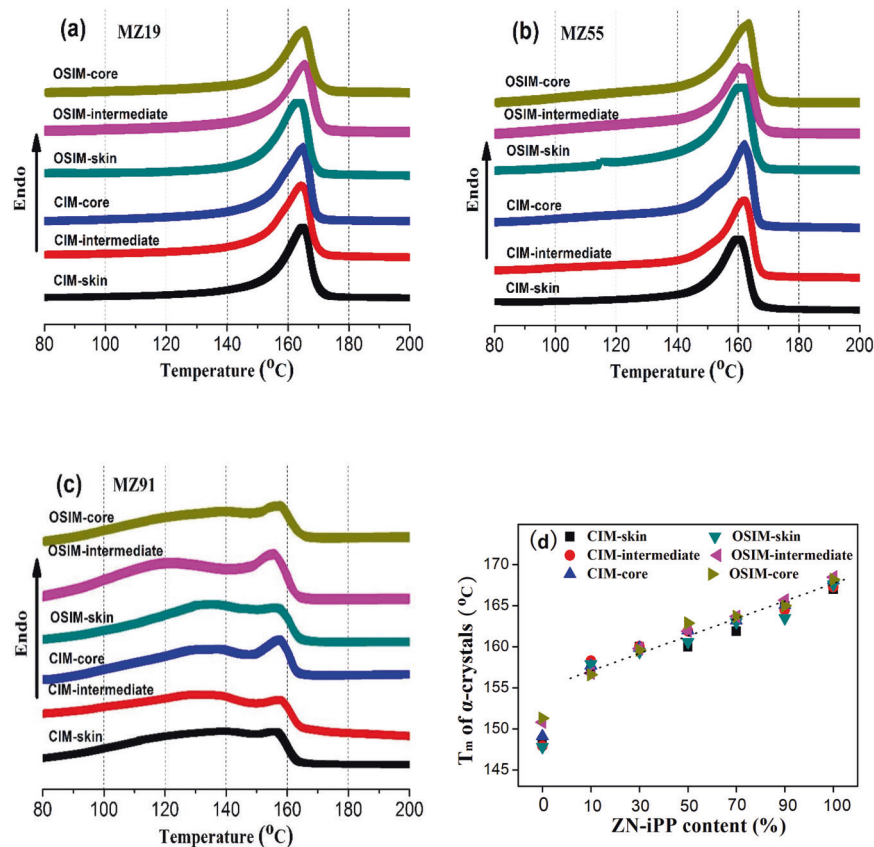 (a) MZ19
OSIM-core
OSIM-intermediate
OSIM-skin
CIM-core
CIM-intermediate
CIM-skin
Endo
80 100 120 140 160 180 200
Temperature (⁰C)
(b) MZ55
OSIM-core
OSIM-intermediate
OSIM-skin
CIM-core
CIM-intermediate
CIM-skin
Endo
80 100 120 140 160 180 200
Temperature (⁰C)
(c) MZ91
OSIM-core
OSIM-intermediate
OSIM-skin
CIM-core
CIM-intermediate
CIM-skin
Endo
80 100 120 140 160 180 200
Temperature (⁰C)
(d)
CIM-skin OSIM-skin
CIM-intermediate OSIM-intermediate
CIM-core OSIM-core
Tm of α-crystals (⁰C)
170
165
160
155
150
145
0 10 30 50 70 90 100
ZN-iPP content (%)